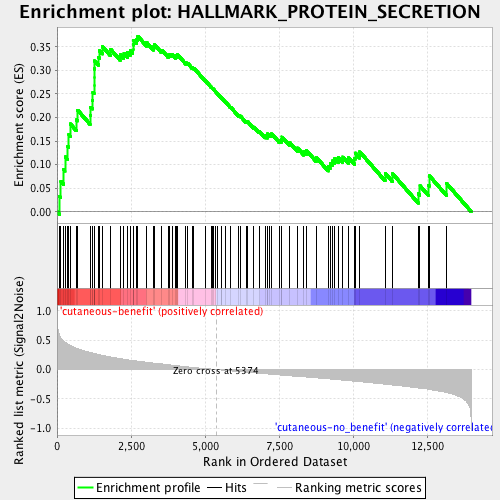 Enrichment plot: HALLMARK_PROTEIN_SECRETION
Enrichment score (ES)
0.35
0.30
0.25
0.20
0.15
0.10
0.05
0.00
'cutaneous-benefit' (positively correlated)
Ranked list metric (Signal2Noise)
1.0
0.5
0.0
-0.5
-1.0
Zero cross at 5374
'cutaneous-no_benefit' (negatively correlated)
0
2,500
5,000
7,500
10,000
12,500
Rank in Ordered Dataset
Enrichment profile
Hits
Ranking metric scores